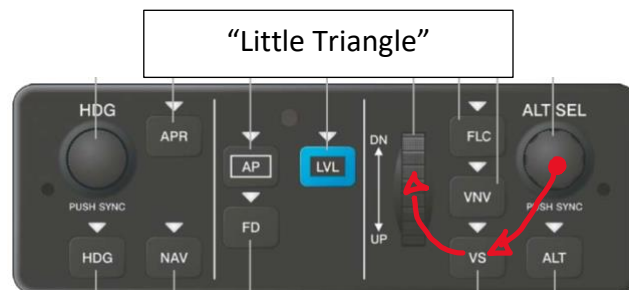 “Little Triangle”
HDG
ALT SEL
APR
FLC
DN
AP
LVL
VNV
PUSH SYNC
PUSH SYNC
FD
UP
HDG
NAV
VS
ALT